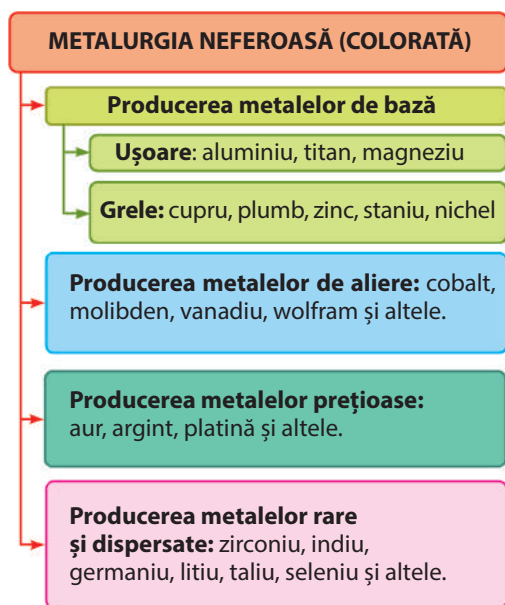 METALURGIA NEFEROASĂ (COLORATĂ)
Producerea metalelor de bază
Ușoare: aluminiu, titan, magneziu
Grele: cupru, plumb, zinc, staniu, nichel
Producerea metalelor de aliere: cobalt,
molibden, vanadiu, wolfram și altele.
Producerea metalelor prețioase:
aur, argint, platină și altele.
Producerea metalelor rare
și dispersate: zirconiu, indiu,
germaniu, litiu, taliu, seleniu și altele.